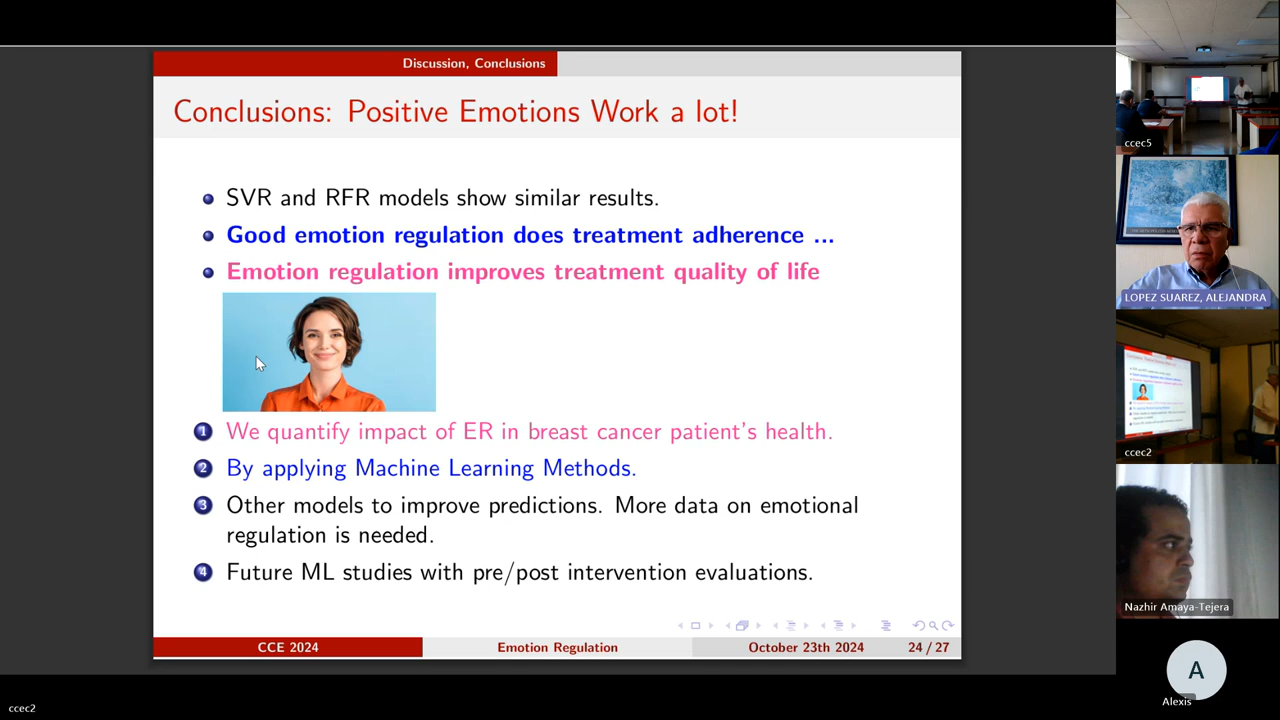 Discussion, Conclusions
Conclusions: Positive Emotions Work a lot!
SVR and RFR models show similar results.
Good emotion regulation does treatment adherence ...
Emotion regulation improves treatment quality of life
1 We quantify impact of ER in breast cancer patient's health.
2 By applying Machine Learning Methods.
3 Other models to improve predictions. More data on emotional
regulation is needed.
4 Future ML studies with pre/post intervention evaluations.
CCE 2024 Emotion Regulation October 23th 2024 24 / 27
ccec2
ccec5
LOPEZ SUAREZ, ALEJANDRA
ccec2
Nazhir Amaya-Tejera
A
Alexis